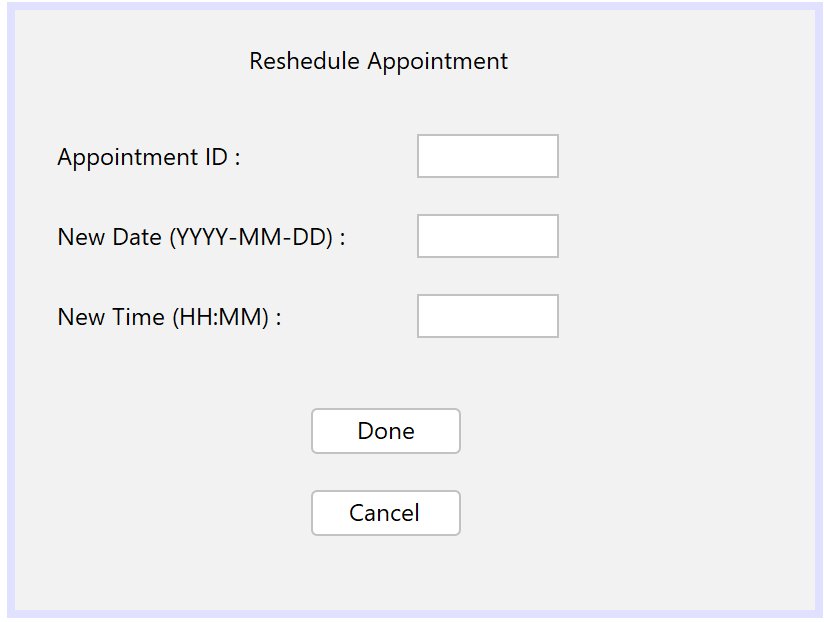 Reshedule Appointment
Appointment ID :
New Date (YYYY-MM-DD) :
New Time (HH:MM) :
Done
Cancel